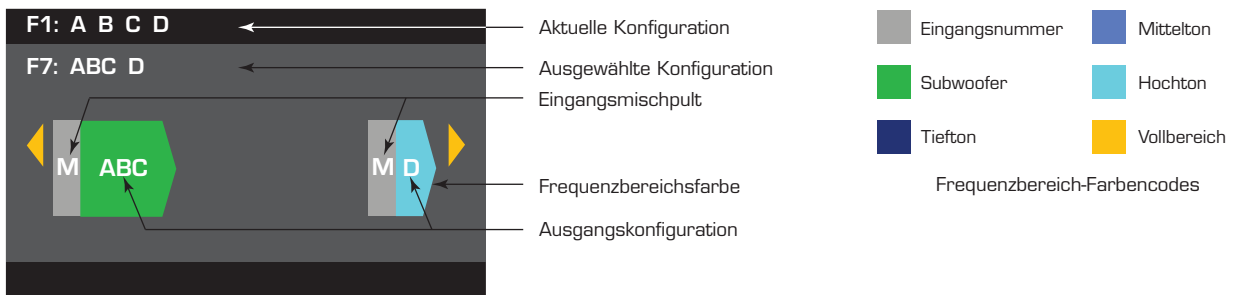 F1: A B C D
Aktuelle Konfiguration
F7: ABC D
Ausgewählte Konfiguration
Eingangsmischpult
M ABC
M D
Frequenzbereichsfarbe
Ausgangskonfiguration
Eingangsnummer
Mittelton
Subwoofer
Hochton
Tiefton
Vollbereich
Frequenzbereich-Farbencodes